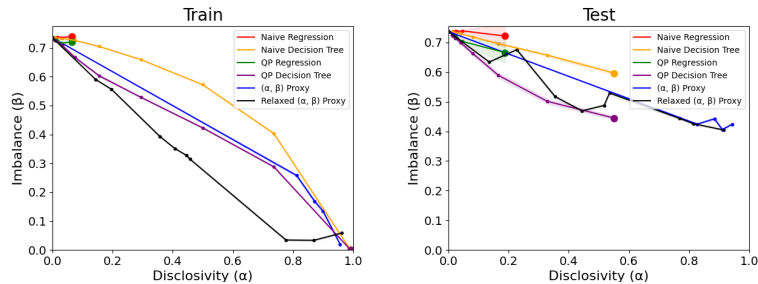 Train
Imbalance (β)
0.7
0.6
0.5
0.4
0.3
0.2
0.1
0.0
Naive Regression
Naive Decision Tree
QP Regression
QP Decision Tree
(α, β) Proxy
Relaxed (α, β) Proxy
0.0 0.2 0.4 0.6 0.8 1.0
Disclosivity (α)
Test
Imbalance (β)
0.7
0.6
0.5
0.4
0.3
0.2
0.1
0.0
Naive Regression
Naive Decision Tree
QP Regression
QP Decision Tree
(α, β) Proxy
Relaxed (α, β) Proxy
0.0 0.2 0.4 0.6 0.8 1.0
Disclosivity (α)